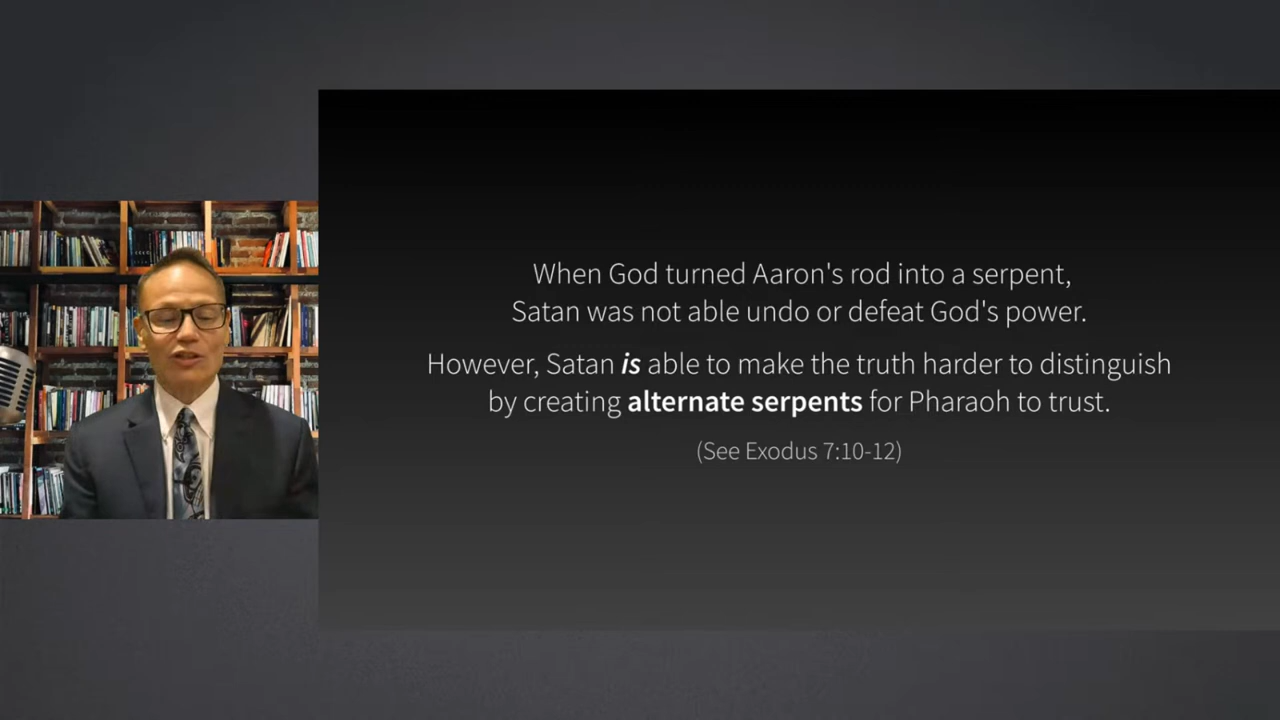 When God turned Aaron's rod into a serpent,
Satan was not able undo or defeat God's power.
However, Satan is able to make the truth harder to distinguish
by creating alternate serpents for Pharaoh to trust.
(See Exodus 7:10-12)